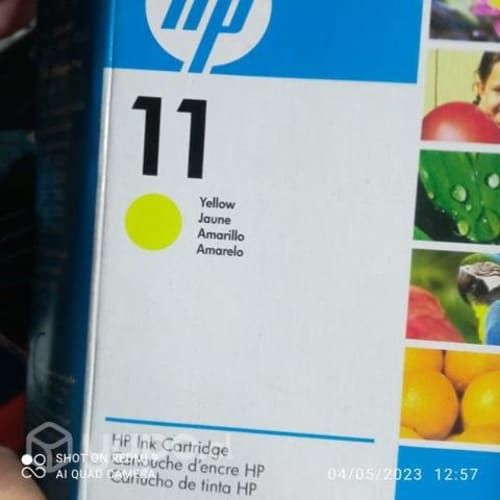 hp
11
Yellow
Jaune
Amarillo
Amarelo
HP Ink Cartridge
Cartouche d'encre HP
Cartucho de tinta HP
SHOT ON REDMI 9
AI QUAD CAMERA
04/05/2023 12:57